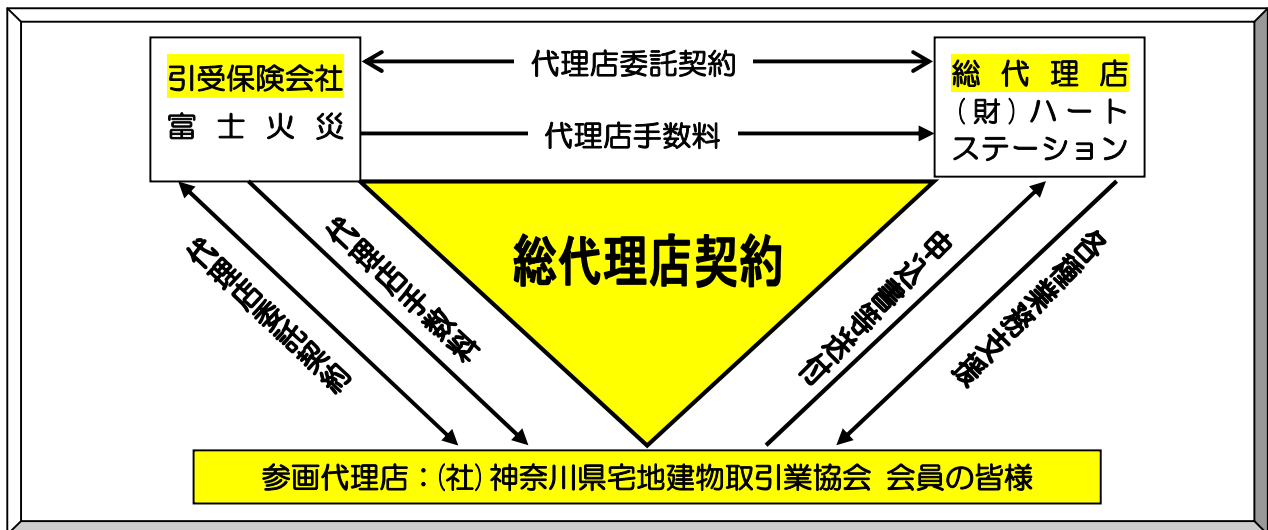 引受保険会社
富士火災
代理店委託契約
代理店手数料
総代理店
(財)ハート
ステーション
総代理店契約
代理店委託契約
代理店手数料
申込書等送付
各種業務支援
参画代理店:(社)神奈川県宅地建物取引業協会 会員の皆様